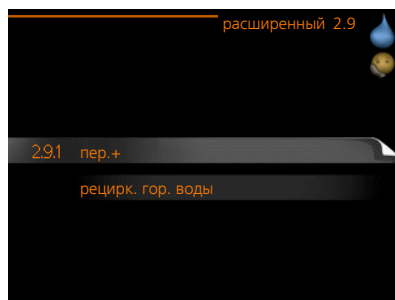 расширенный 2.9
2.9.1 пер.+
рецирк. гор. воды